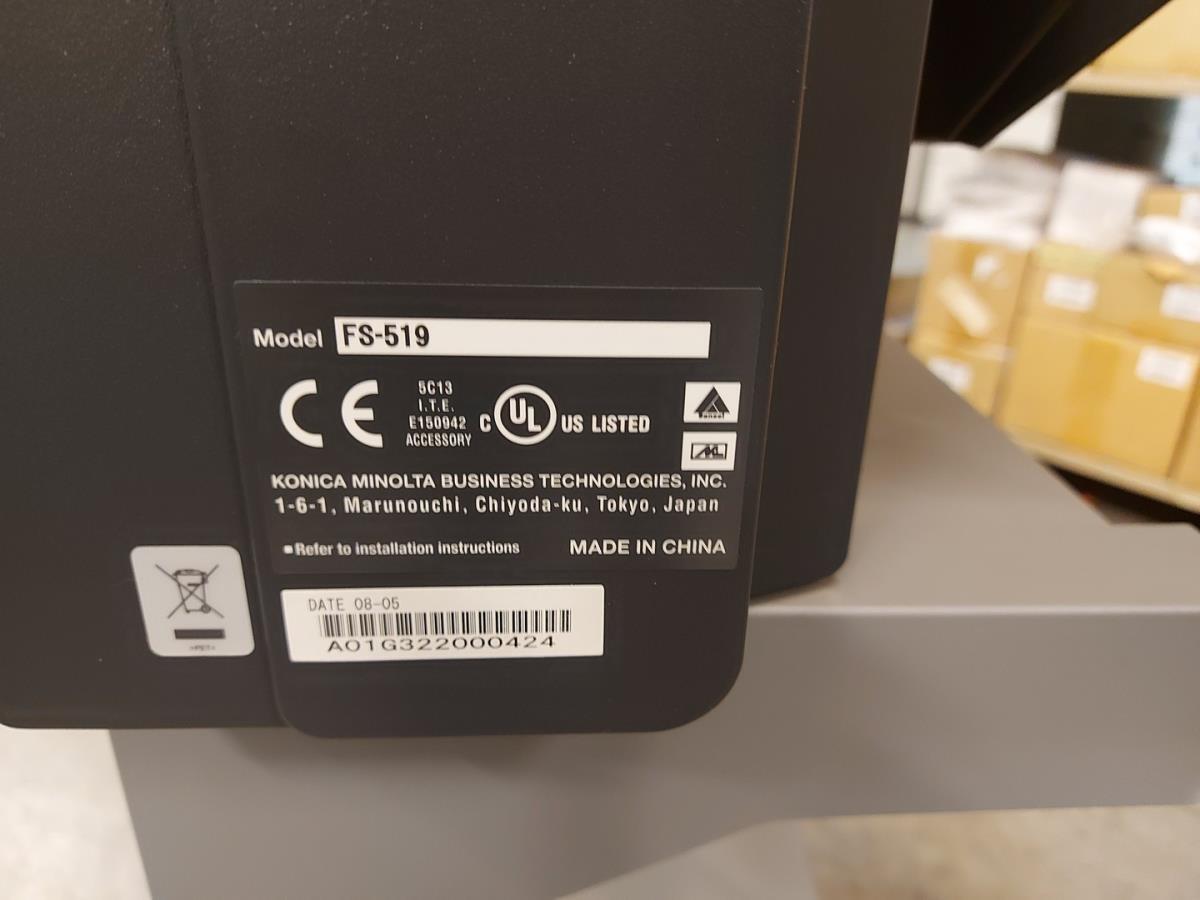 Model FS-519
CE
5C13
I.T.E.
E150942
ACCESSORY
C UL US LISTED
KONICA MINOLTA BUSINESS TECHNOLOGIES, INC.
1-6-1, Marunouchi, Chiyoda-ku, Tokyo, Japan
■Refer to installation instructions
MADE IN CHINA
DATE 08-05
A01G322000424